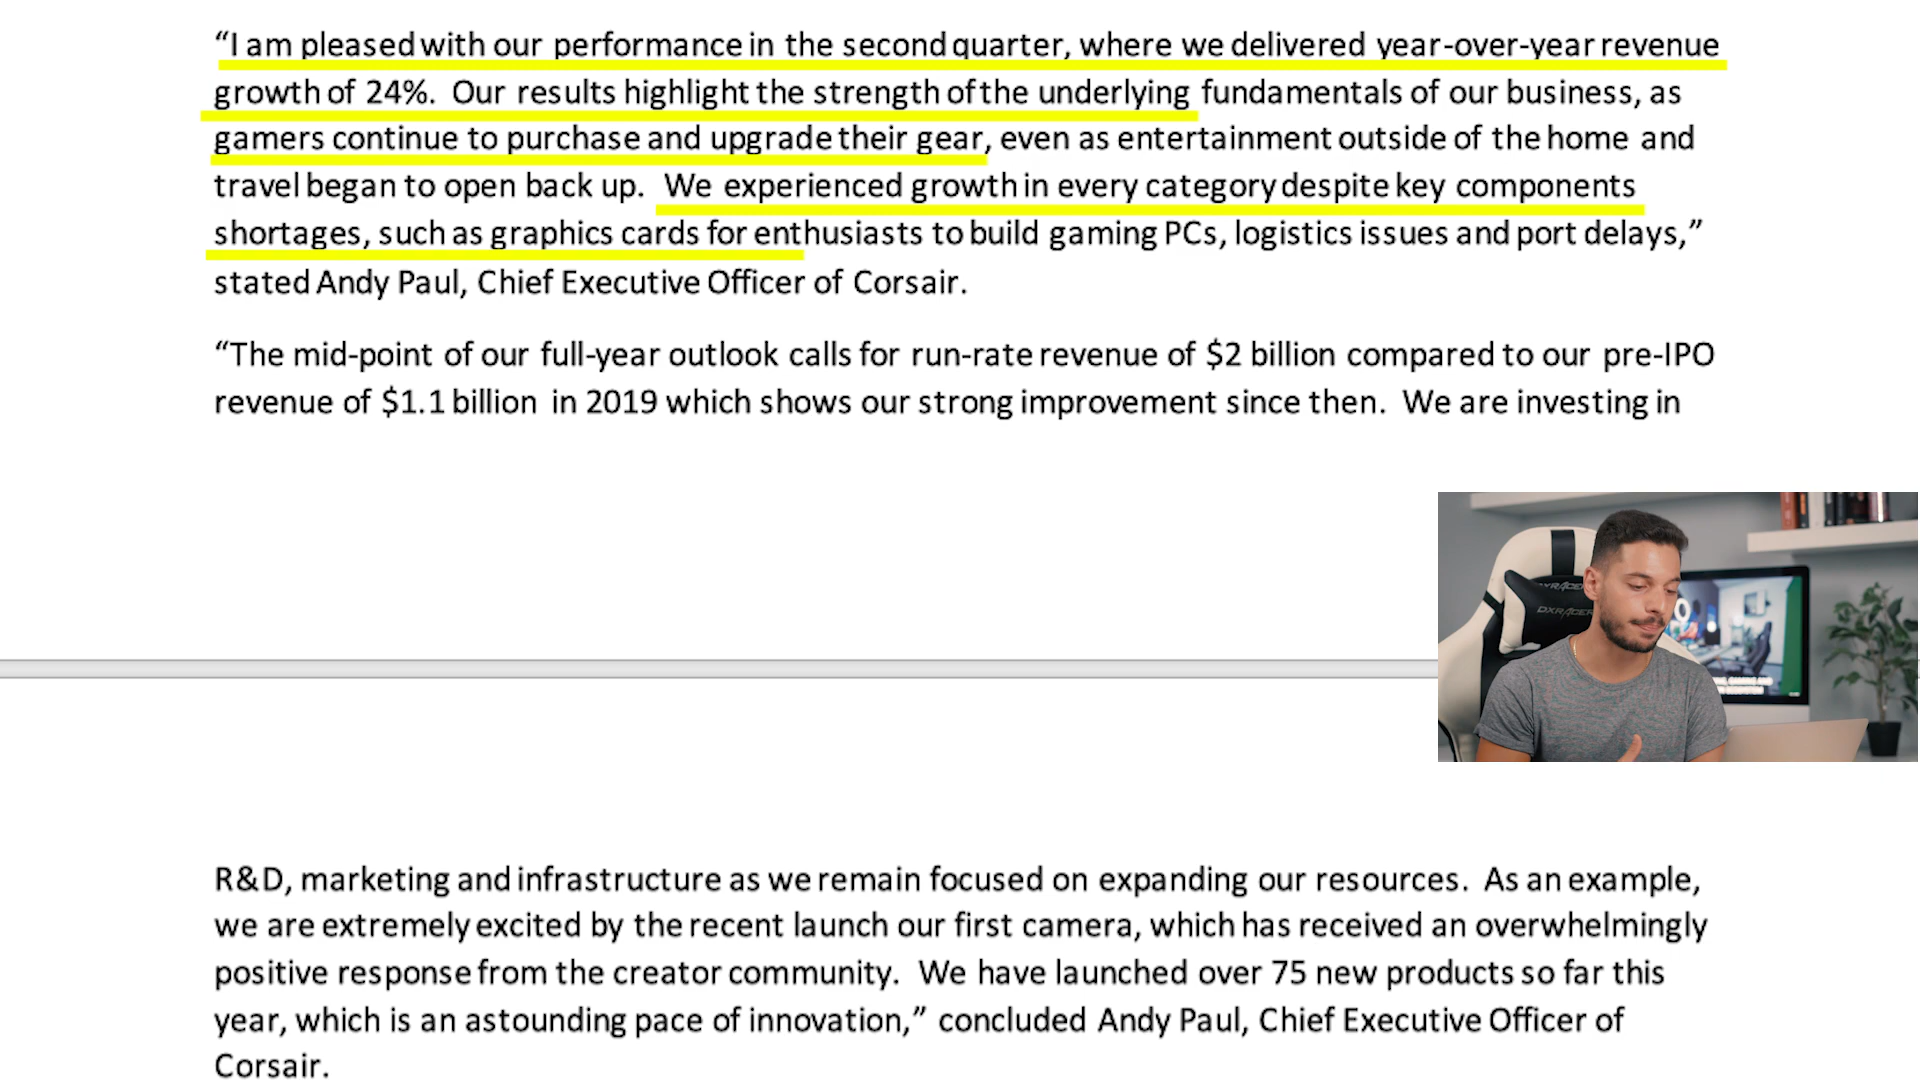 “I am pleased with our performance in the second quarter, where we delivered year-over-year revenue
growth of 24%. Our results highlight the strength of the underlying fundamentals of our business, as
gamers continue to purchase and upgrade their gear, even as entertainment outside of the home and
travel began to open back up. We experienced growth in every category despite key components
shortages, such as graphics cards for enthusiasts to build gaming PCs, logistics issues and port delays,”
stated Andy Paul, Chief Executive Officer of Corsair.
“The mid-point of our full-year outlook calls for run-rate revenue of $2 billion compared to our pre-IPO
revenue of $1.1 billion in 2019 which shows our strong improvement since then. We are investing in
DXRACER
R&D, marketing and infrastructure as we remain focused on expanding our resources. As an example,
we are extremely excited by the recent launch our first camera, which has received an overwhelmingly
positive response from the creator community. We have launched over 75 new products so far this
year, which is an astounding pace of innovation,” concluded Andy Paul, Chief Executive Officer of
Corsair.